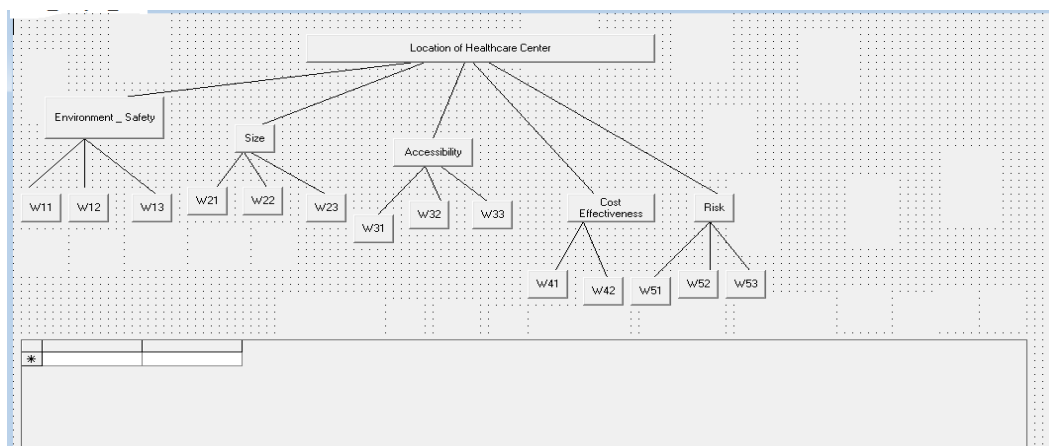 Location of Healthcare Center
Environment _ Safety
Size
Accessibility
W11
W12
W13
W21
W22
W23
W31
W32
W33
Cost
Effectiveness
Risk
W41
W42
W51
W52
W53